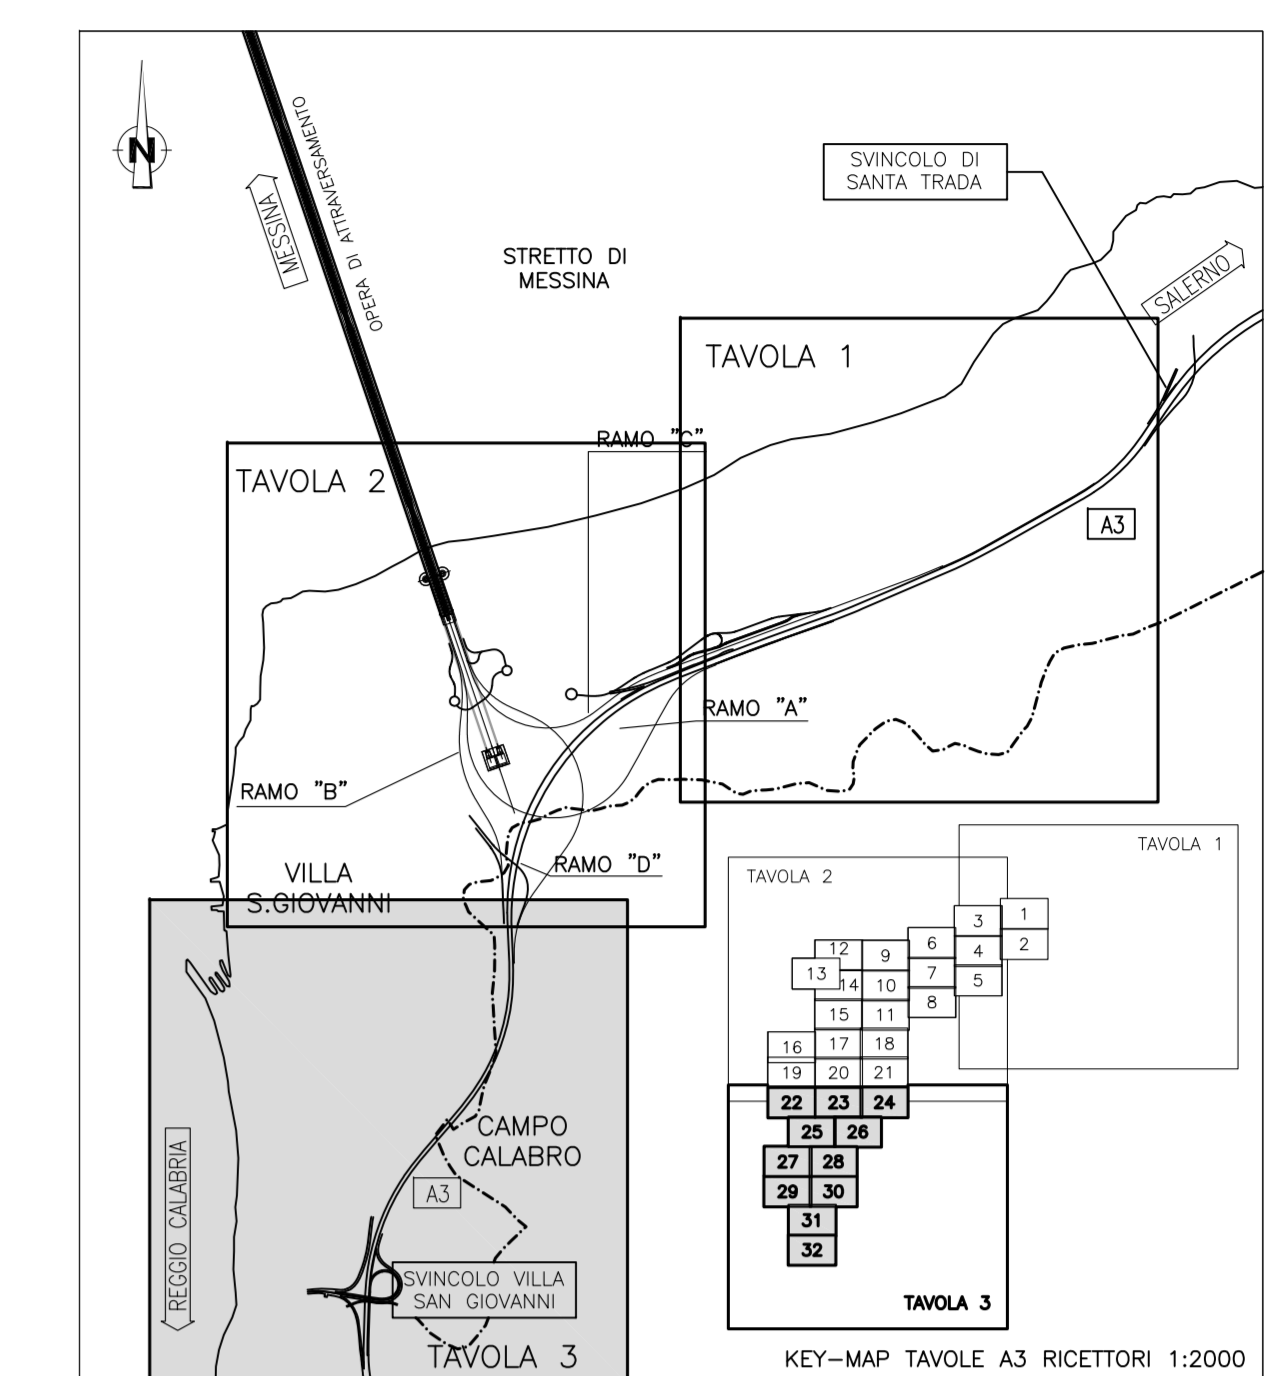 N
OPERA DI ATTRAVERSAMENTO
MESSINA
STRETTO DI
MESSINA
SVINCOLO DI
SANTA TRADA
SALERNO
TAVOLA 1
RAMO "C"
TAVOLA 2
A3
RAMO "A"
RAMO "B"
RAMO "D"
VILLA
S.GIOVANNI
CAMPO
CALABRO
A3
REGGIO CALABRIA
SVINCOLO VILLA
SAN GIOVANNI
TAVOLA 3
TAVOLA 1
TAVOLA 2
1
3
2
6
4
12
9
7
5
13
14
10
8
15
11
16
17
18
19
20
21
22
23
24
25
26
27
28
29
30
31
32
TAVOLA 3
KEY-MAP TAVOLE A3 RICETTORI 1:2000